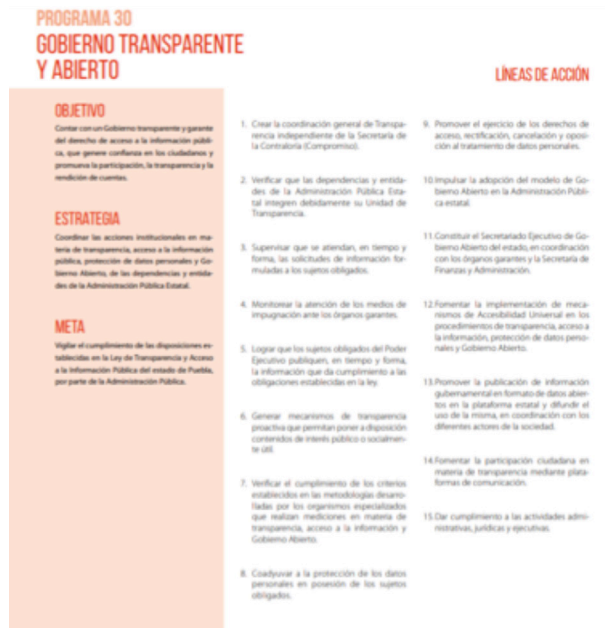 PROGRAMA 30
GOBIERNO TRANSPARENTE
Y ABIERTO
OBJETIVO
Contar con un Gobierno transparente y garante
del derecho de acceso a la información públi-
ca, que genere confianza en los ciudadanos y
promueva la participación, la transparencia y la
rendición de cuentas.
ESTRATEGIA
Coordinar las acciones institucionales en ma-
teria de transparencia, acceso a la información
pública, protección de datos personales y Go-
bierno Abierto, de las dependencias y entida-
des de la Administración Pública Estatal.
META
Vigilar el cumplimiento de las disposiciones es-
tablecidas en la Ley de Transparencia y Acceso
a la Información Pública del estado de Puebla,
por parte de la Administración Pública.
LÍNEAS DE ACCIÓN
1. Crear la coordinación general de Transpa-
rencia independiente de la Secretaría de
la Contraloría (Compromiso).
2. Verificar que las dependencias y entida-
des de la Administración Pública Esta-
tal integren debidamente su Unidad de
Transparencia.
3. Supervisar que se atiendan, en tiempo y
forma, las solicitudes de información for-
muladas a los sujetos obligados.
4. Monitorear la atención de los medios de
impugnación ante los órganos garantes.
5. Lograr que los sujetos obligados del Poder
Ejecutivo publiquen, en tiempo y forma,
la información que da cumplimiento a las
obligaciones establecidas en la ley.
6. Generar mecanismos de transparencia
proactiva que permitan poner a disposición
contenidos de interés público o socialmen-
te útil.
7. Verificar el cumplimiento de los criterios
establecidos en las metodologías desarro-
lladas por los organismos especializados
que realizan mediciones en materia de
transparencia, acceso a la información y
Gobierno Abierto.
8. Coadyuvar a la protección de los datos
personales en posesión de los sujetos
obligados.
9. Promover el ejercicio de los derechos de
acceso, rectificación, cancelación y oposi-
ción al tratamiento de datos personales.
10. Impulsar la adopción del modelo de Go-
bierno Abierto en la Administración Públi-
ca estatal.
11. Constituir el Secretariado Ejecutivo de Go-
bierno Abierto del estado, en coordinación
con los órganos garantes y la Secretaría de
Finanzas y Administración.
12. Fomentar la implementación de meca-
nismos de Accesibilidad Universal en los
procedimientos de transparencia, acceso a
la información, protección de datos perso-
nales y Gobierno Abierto.
13. Promover la publicación de información
gubernamental en formato de datos abier-
tos en la plataforma estatal y difundir el
uso de la misma, en coordinación con los
diferentes actores de la sociedad.
14. Fomentar la participación ciudadana en
materia de transparencia mediante plata-
formas de comunicación.
15. Dar cumplimiento a las actividades admi-
nistrativas, jurídicas y ejecutivas.